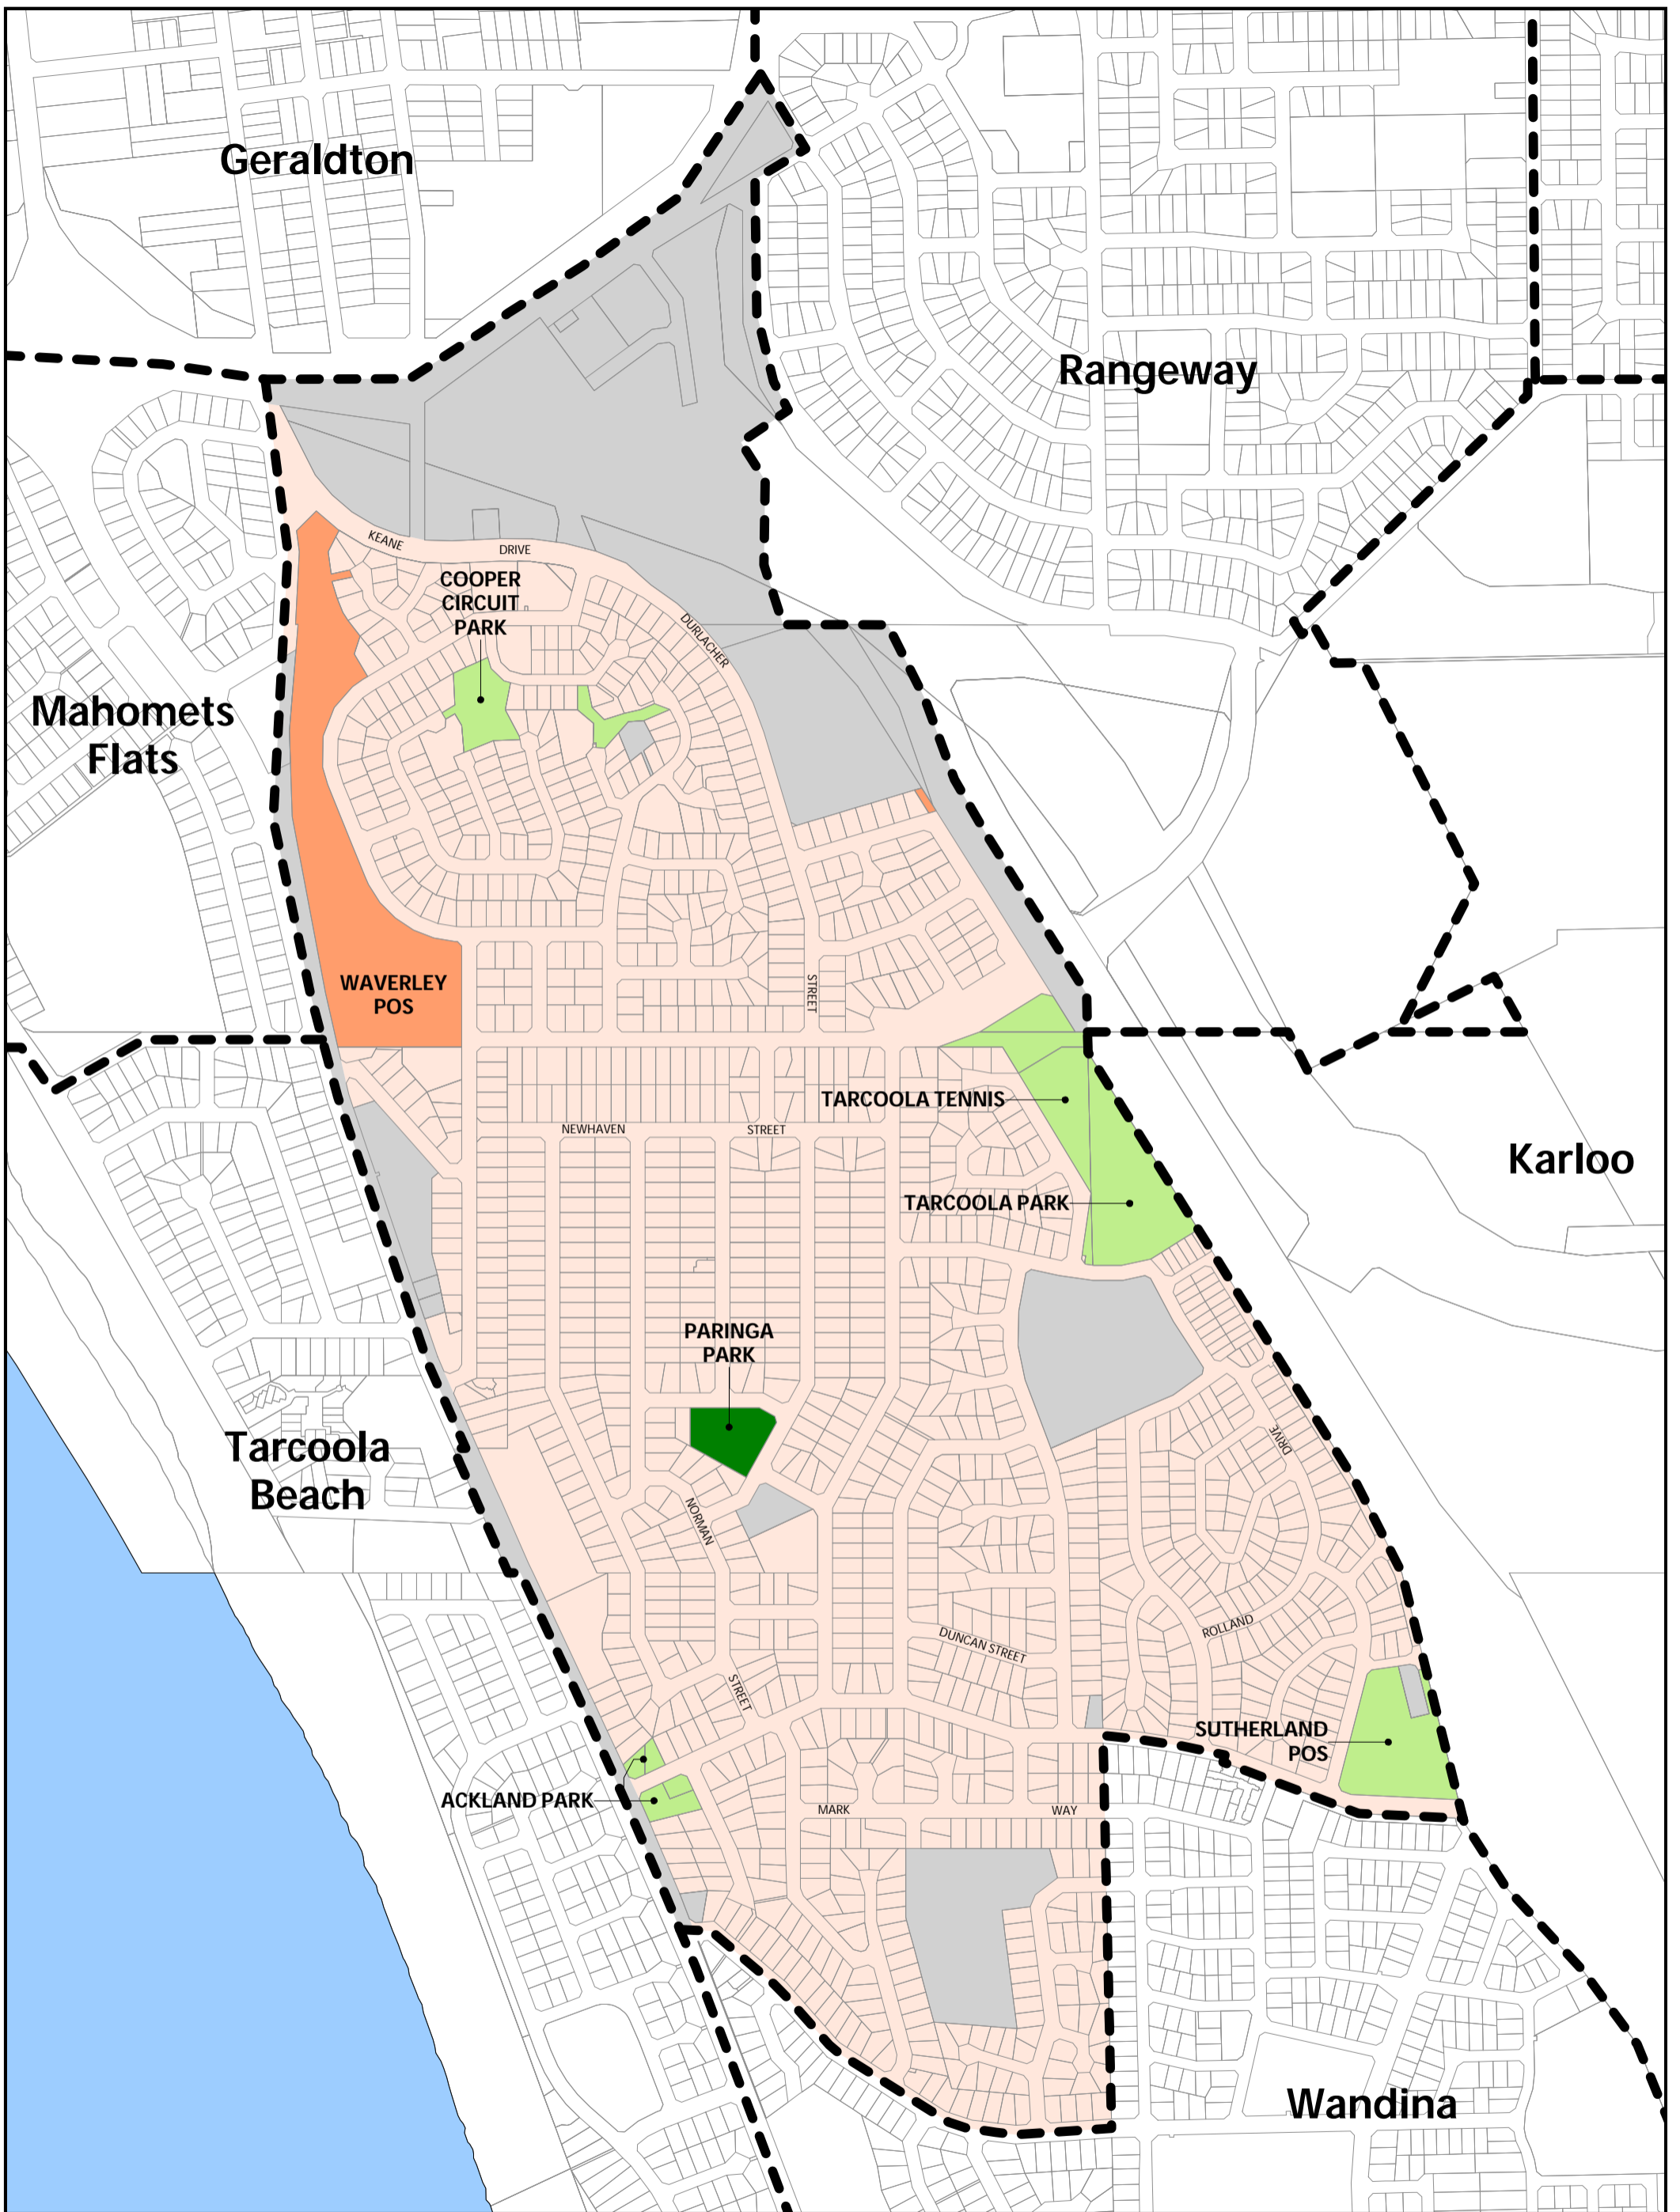 Geraldton
Rangeway
KEANE
DRIVE
COOPER
CIRCUIT
PARK
DURLACHER
Mahomets
Flats
WAVERLEY
POS
STREET
TARCOOLA TENNIS
NEWHAVEN
STREET
Karloo
TARCOOLA PARK
PARINGA
PARK
DRIVE
Tarcoola
Beach
NORMAN
ROLLAND
DUNCAN STREET
STREET
SUTHERLAND
POS
ACKLAND PARK
MARK
WAY
Wandina